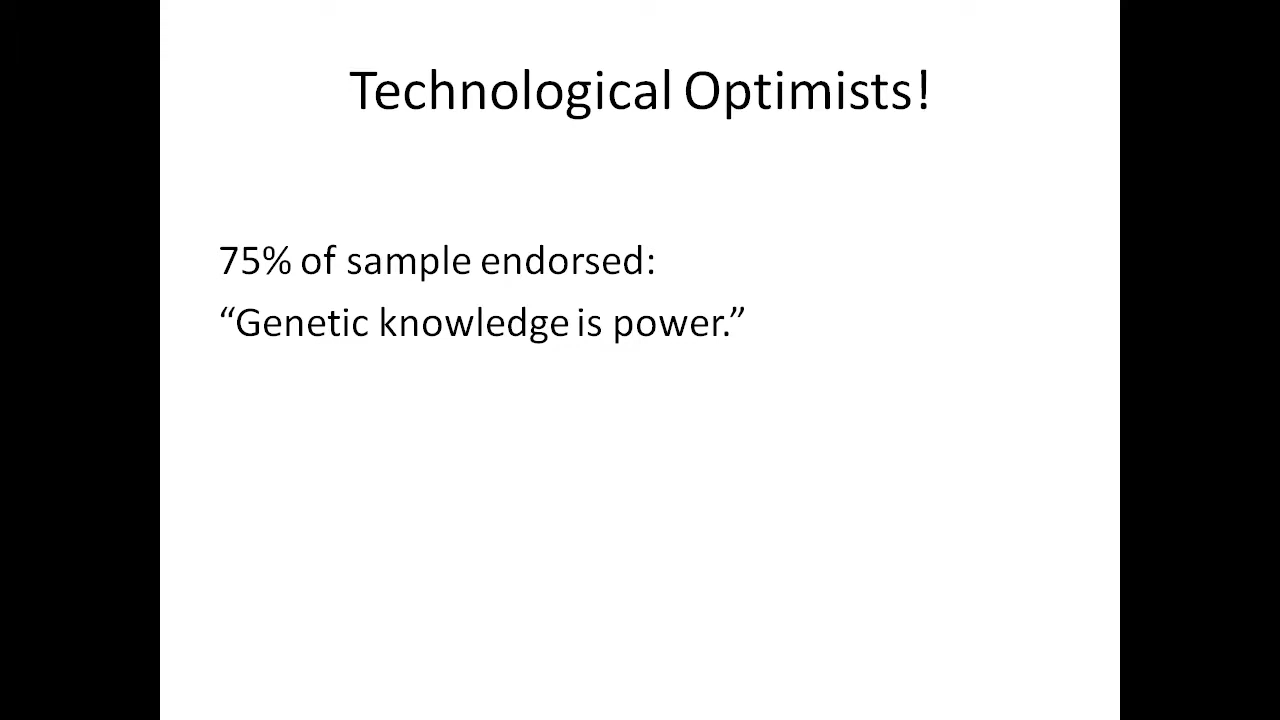 Technological Optimists!
75% of sample endorsed:
“Genetic knowledge is power.”